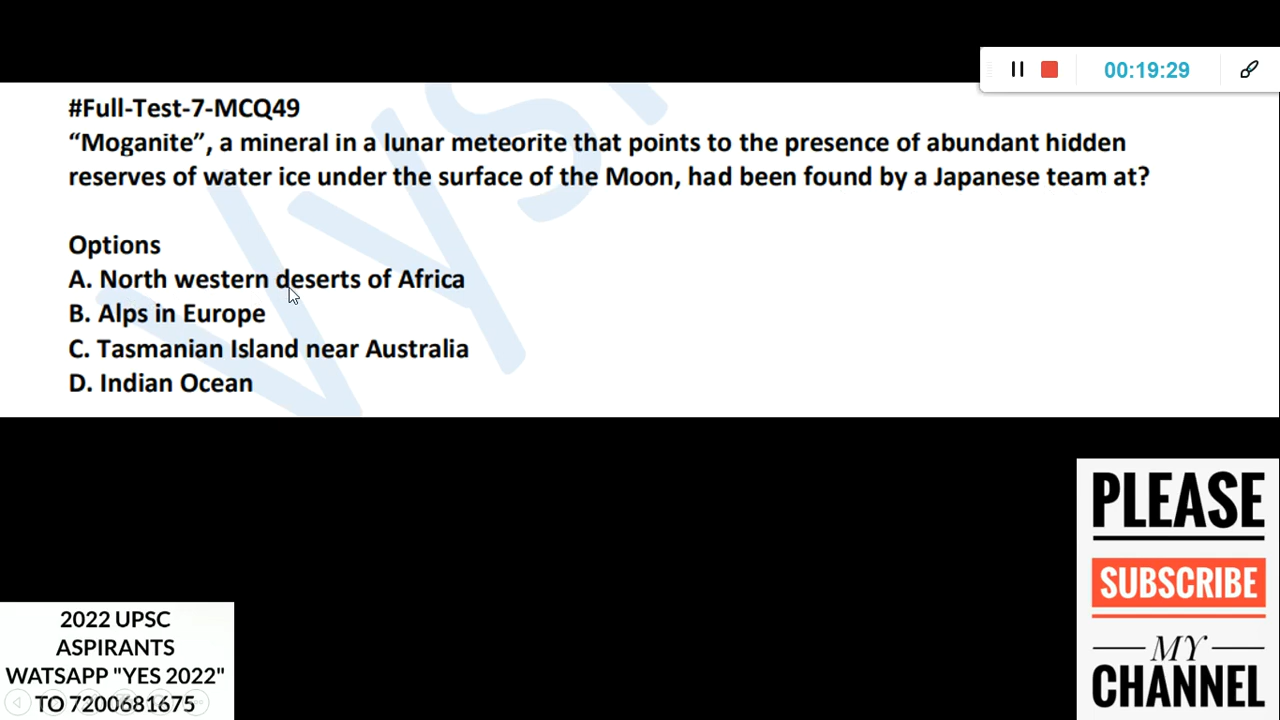 00:19:29
#Full-Test-7-MCQ49
“Moganite”, a mineral in a lunar meteorite that points to the presence of abundant hidden
reserves of water ice under the surface of the Moon, had been found by a Japanese team at?
Options
A. North western deserts of Africa
B. Alps in Europe
C. Tasmanian Island near Australia
D. Indian Ocean
PLEASE
SUBSCRIBE
MY
CHANNEL
2022 UPSC
ASPIRANTS
WATSAPP "YES 2022"
TO 7200681675